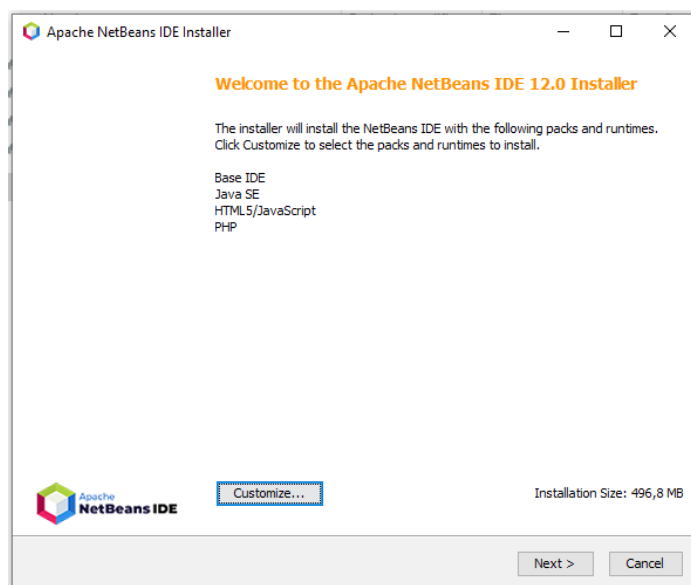 Apache NetBeans IDE Installer
Welcome to the Apache NetBeans IDE 12.0 Installer
The installer will install the NetBeans IDE with the following packs and runtimes.
Click Customize to select the packs and runtimes to install.
Base IDE
Java SE
HTML5/JavaScript
PHP
Apache
NetBeans IDE
Customize...
Installation Size: 496,8 MB
Next >
Cancel